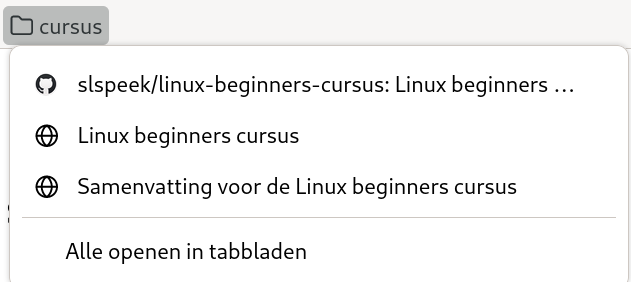 cursus
slspeek/linux-beginners-cursus: Linux beginners …
Linux beginners cursus
Samenvatting voor de Linux beginners cursus
Alle openen in tabbladen